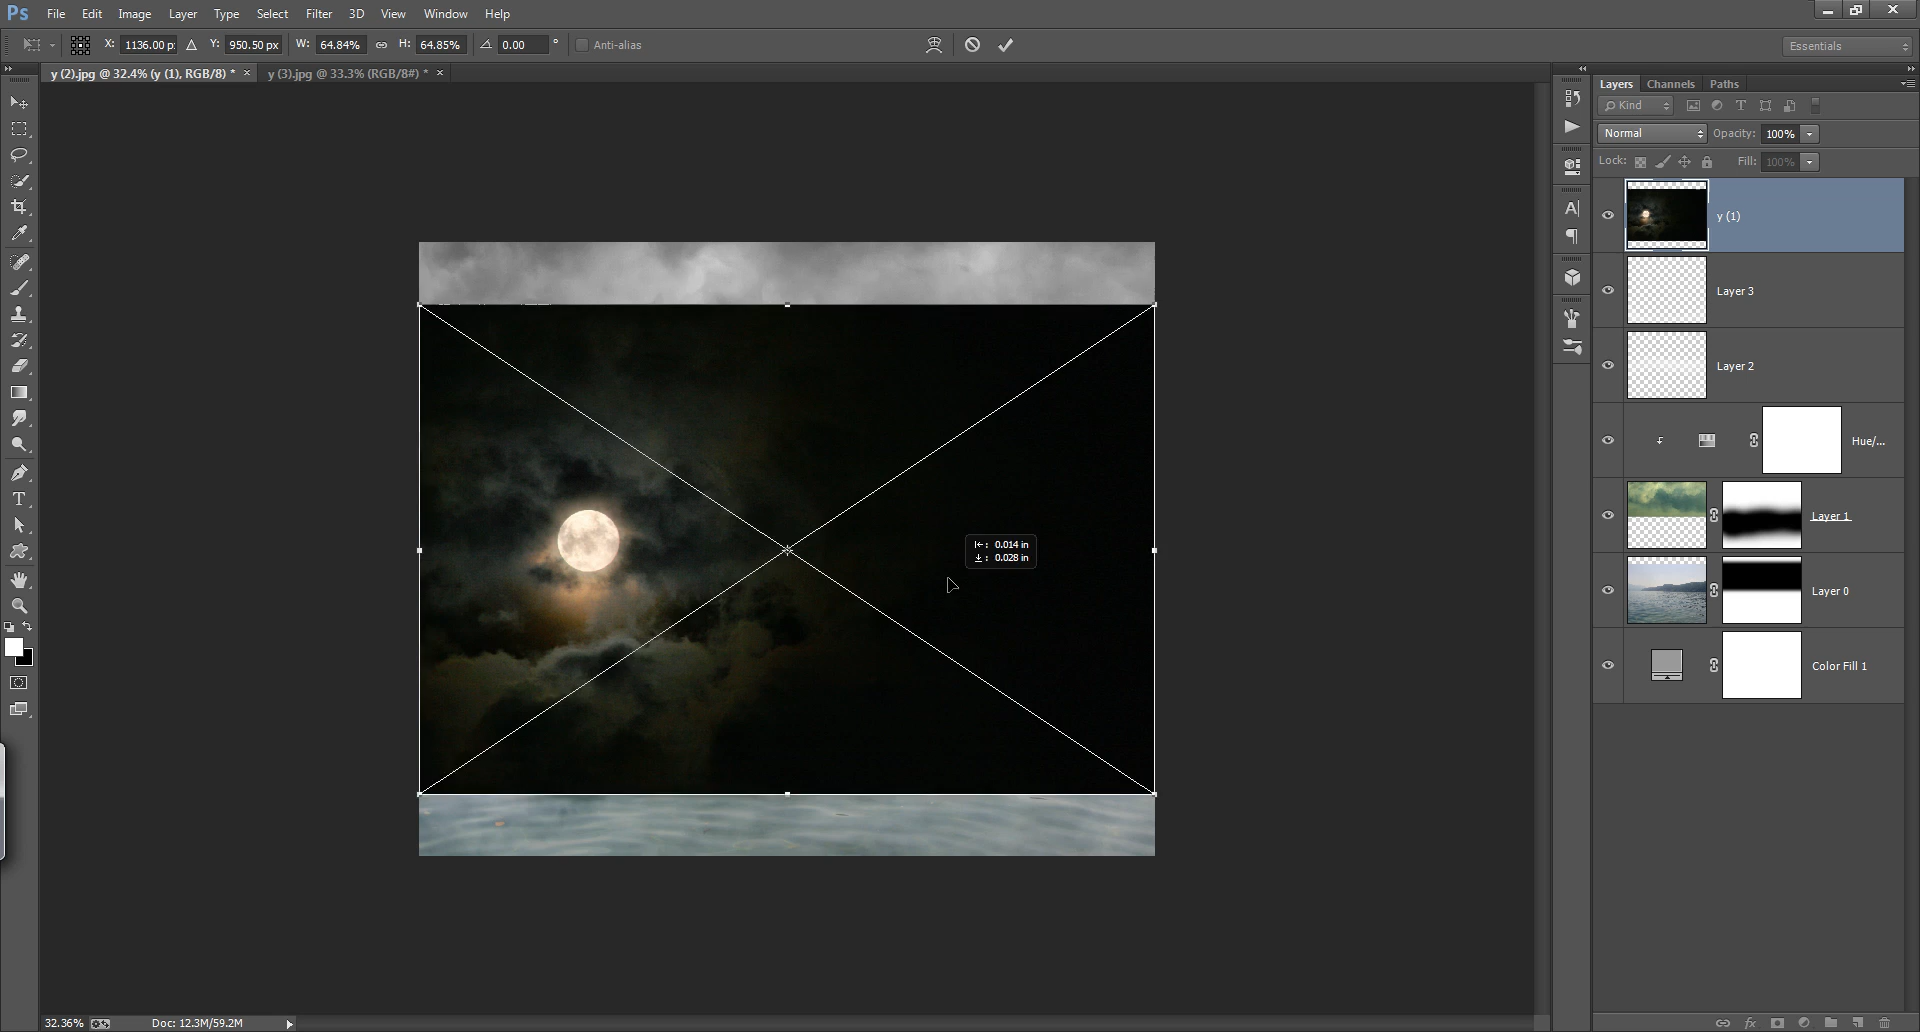 Ps File Edit Image Layer Type Select Filter 3D View Window Help
X: 1136.00 p Y: 950.50 px W: 64.84% H: 64.85% 0.00 ° Anti-alias Essentials
y (2).jpg @ 32.4% (y (1), RGB/8) * × y (3).jpg @ 33.3% (RGB/8#) * ×
Layers Channels Paths
Kind
Normal Opacity: 100%
Lock: Fill: 100%
y (1)
Layer 3
Layer 2
Hue/...
Layer 1
Layer 0
Color Fill 1
0.014 in
0.028 in
32.36% Doc: 12.3M/59.2M